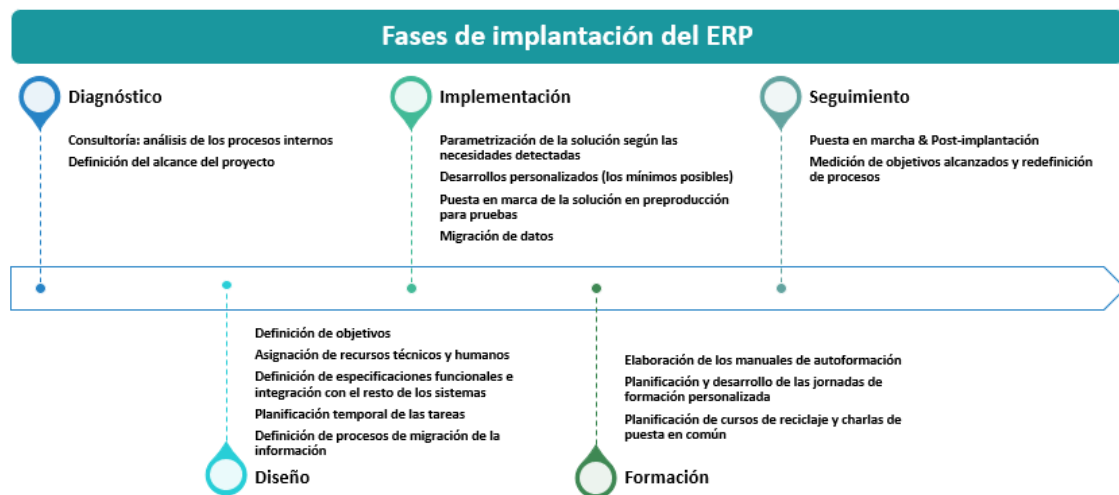 Fases de implantación del ERP
Diagnóstico
Consultoría: análisis de los procesos internos
Definición del alcance del proyecto
Implementación
Parametrización de la solución según las
necesidades detectadas
Desarrollos personalizados (los mínimos posibles)
Puesta en marca de la solución en preproducción
para pruebas
Migración de datos
Seguimiento
Puesta en marcha & Post-implantación
Medición de objetivos alcanzados y redefinición
de procesos
Definición de objetivos
Asignación de recursos técnicos y humanos
Definición de especificaciones funcionales e
integración con el resto de los sistemas
Planificación temporal de las tareas
Definición de procesos de migración de la
información
Diseño
Elaboración de los manuales de autoformación
Planificación y desarrollo de las jornadas de
formación personalizada
Planificación de cursos de reciclaje y charlas de
puesta en común
Formación